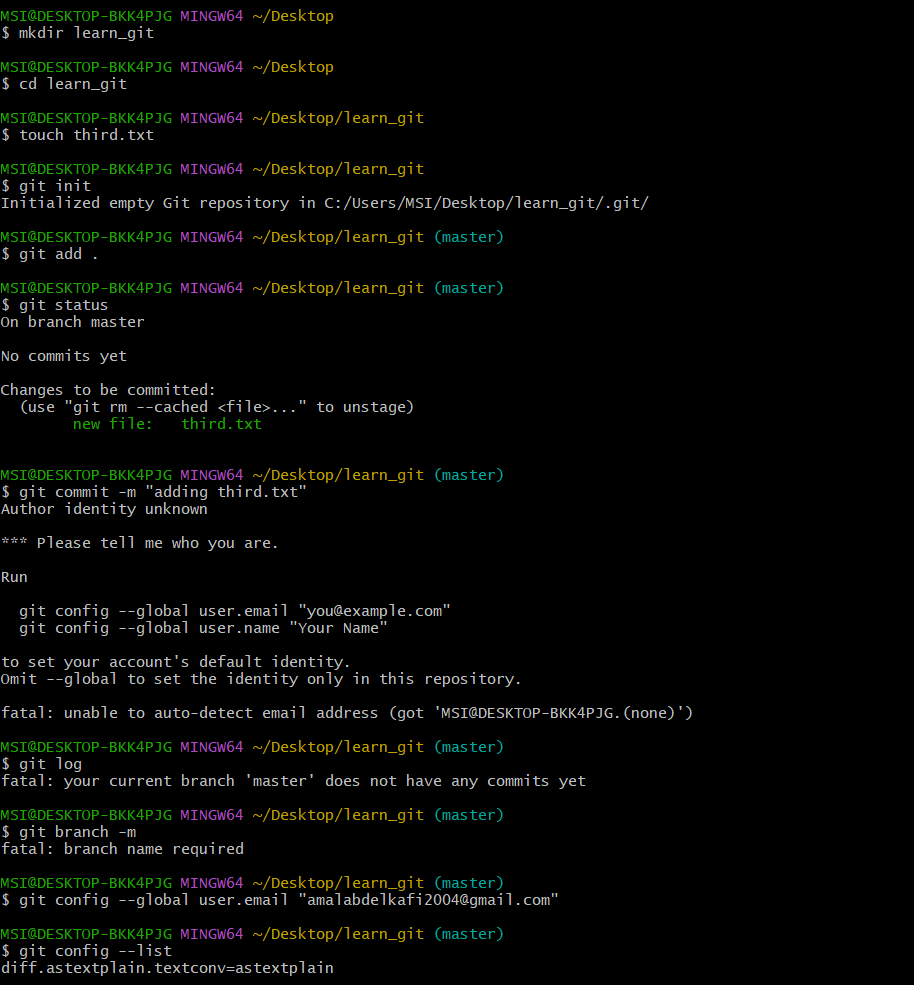 MSI@DESKTOP-BKK4PJG MINGW64 ~/Desktop
$ mkdir learn_git
MSI@DESKTOP-BKK4PJG MINGW64 ~/Desktop
$ cd learn_git
MSI@DESKTOP-BKK4PJG MINGW64 ~/Desktop/learn_git
$ touch third.txt
MSI@DESKTOP-BKK4PJG MINGW64 ~/Desktop/learn_git
$ git init
Initialized empty Git repository in C:/Users/MSI/Desktop/learn_git/.git/
MSI@DESKTOP-BKK4PJG MINGW64 ~/Desktop/learn_git (master)
$ git add .
MSI@DESKTOP-BKK4PJG MINGW64 ~/Desktop/learn_git (master)
$ git status
On branch master
No commits yet
Changes to be committed:
  (use "git rm --cached <file>..." to unstage)
        new file:   third.txt
MSI@DESKTOP-BKK4PJG MINGW64 ~/Desktop/learn_git (master)
$ git commit -m "adding third.txt"
Author identity unknown
*** Please tell me who you are.
Run
  git config --global user.email "you@example.com"
  git config --global user.name "Your Name"
to set your account's default identity.
Omit --global to set the identity only in this repository.
fatal: unable to auto-detect email address (got 'MSI@DESKTOP-BKK4PJG.(none)')
MSI@DESKTOP-BKK4PJG MINGW64 ~/Desktop/learn_git (master)
$ git log
fatal: your current branch 'master' does not have any commits yet
MSI@DESKTOP-BKK4PJG MINGW64 ~/Desktop/learn_git (master)
$ git branch -m
fatal: branch name required
MSI@DESKTOP-BKK4PJG MINGW64 ~/Desktop/learn_git (master)
$ git config --global user.email "amalabdelkafi2004@gmail.com"
MSI@DESKTOP-BKK4PJG MINGW64 ~/Desktop/learn_git (master)
$ git config --list
diff.astextplain.textconv=astextplain